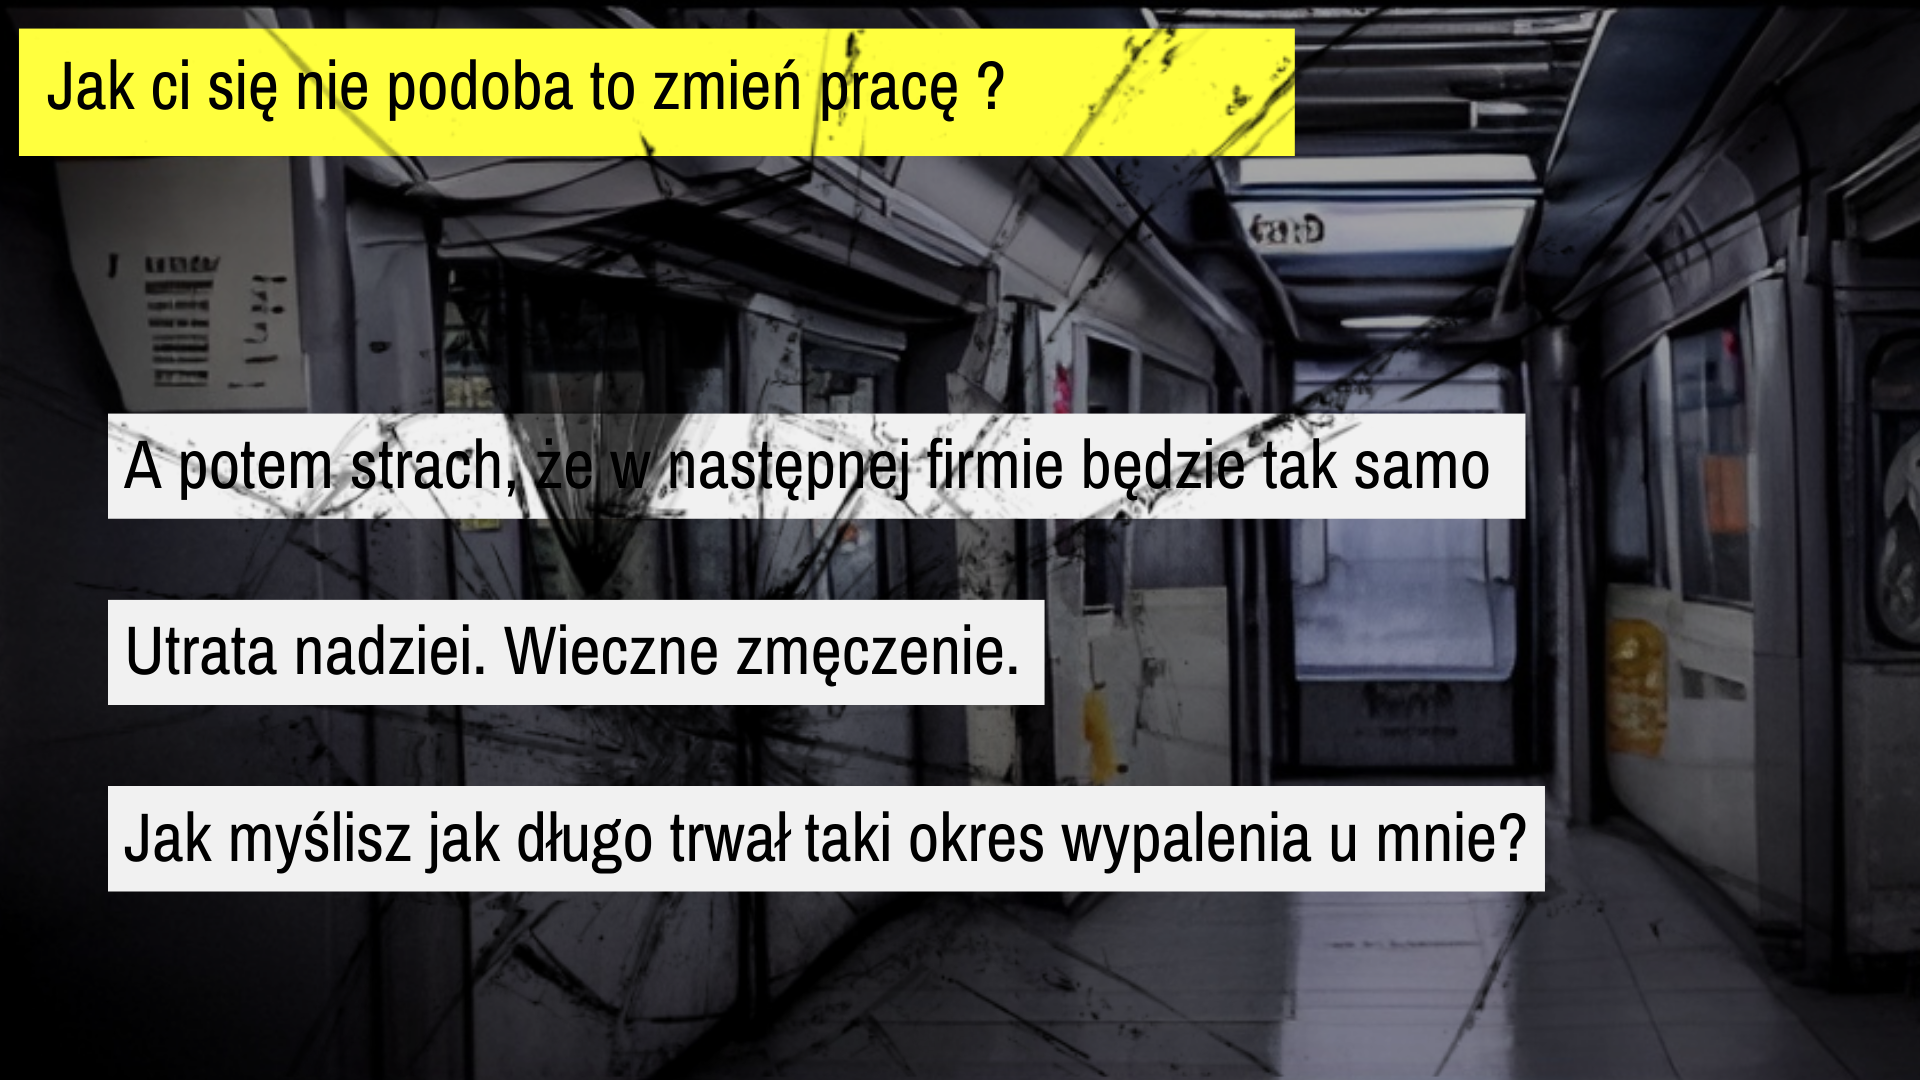 Jak ci się nie podoba to zmień pracę ?
A potem strach, że w następnej firmie będzie tak samo
Utrata nadziei. Wieczne zmęczenie.
Jak myślisz jak długo trwał taki okres wypalenia u mnie?